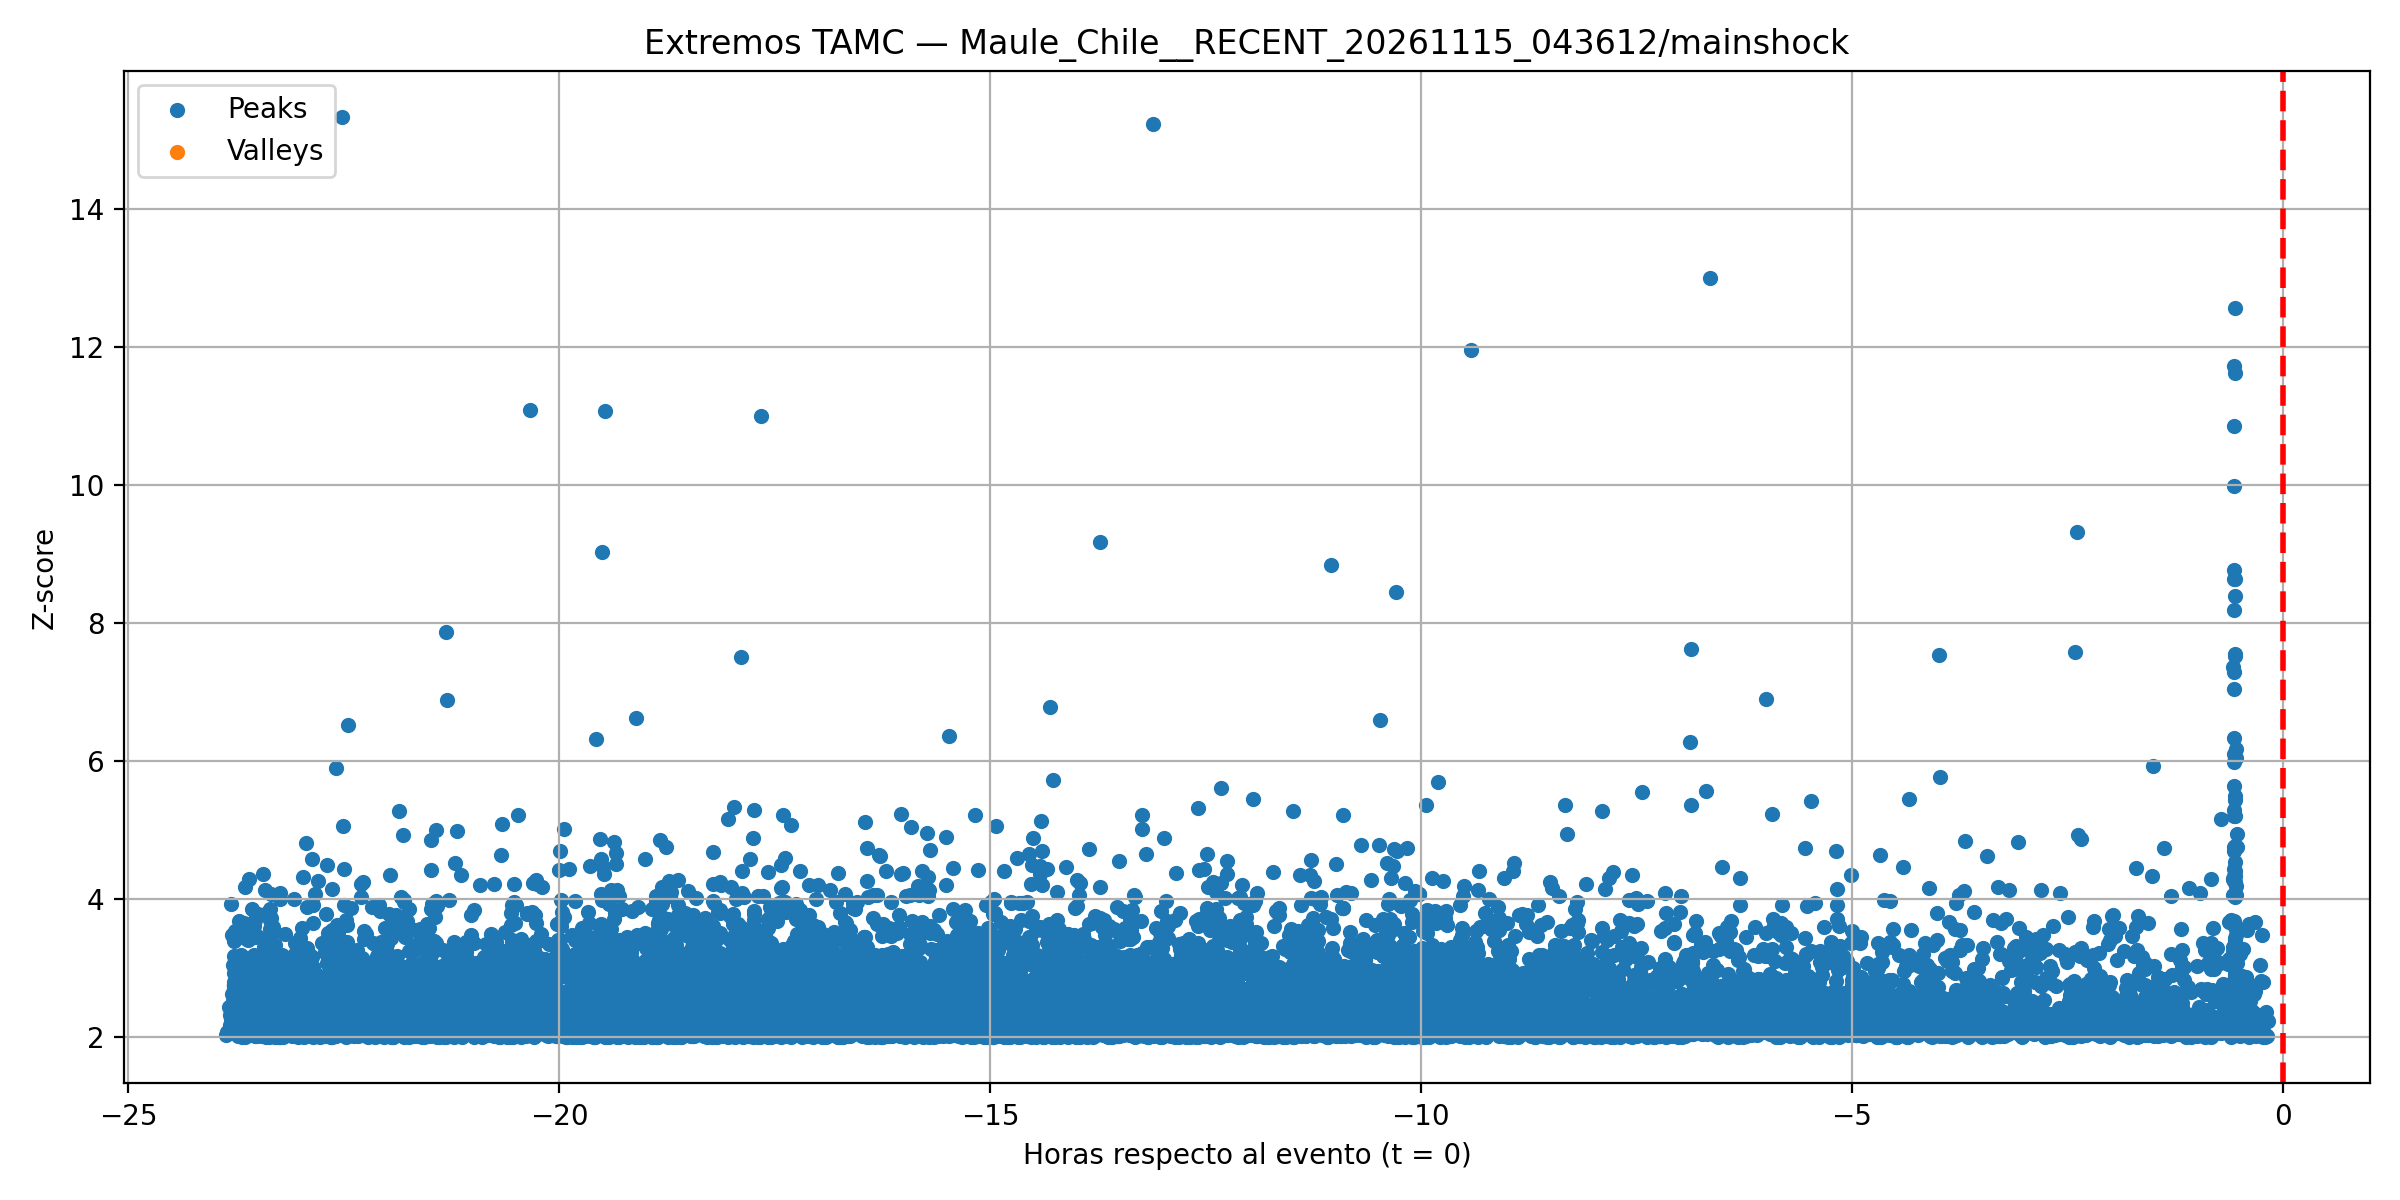 Extremos TAMC — Maule_Chile__RECENT_20261115_043612/mainshock
Peaks
Valleys
14
12
10
8
6
4
2
Z-score
−25
−20
−15
−10
−5
0
Horas respecto al evento (t = 0)